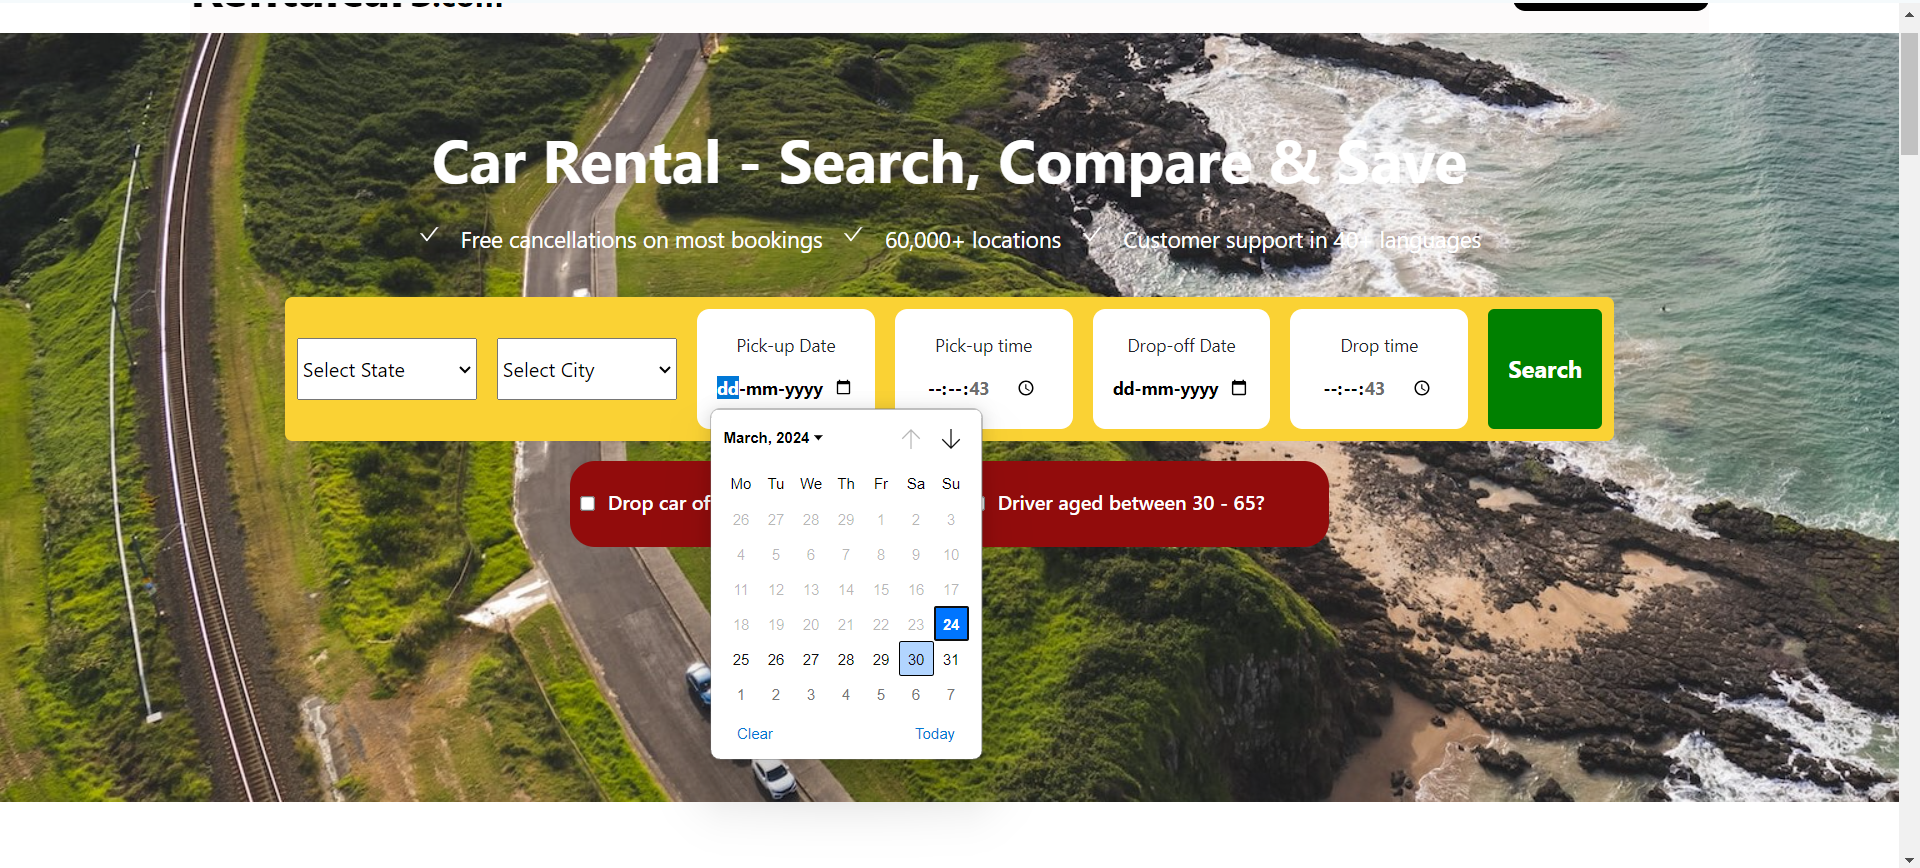 Car Rental - Search, Compare & Save
Free cancellations on most bookings 60,000+ locations Customer support in 40+ languages
Select State
Select City
Pick-up Date
dd-mm-yyyy
Pick-up time
--:--:43
Drop-off Date
dd-mm-yyyy
Drop time
--:--:43
Search
Drop car of
Driver aged between 30 - 65?
March, 2024
Mo Tu We Th Fr Sa Su
26 27 28 29 1 2 3
4 5 6 7 8 9 10
11 12 13 14 15 16 17
18 19 20 21 22 23 24
25 26 27 28 29 30 31
1 2 3 4 5 6 7
Clear Today